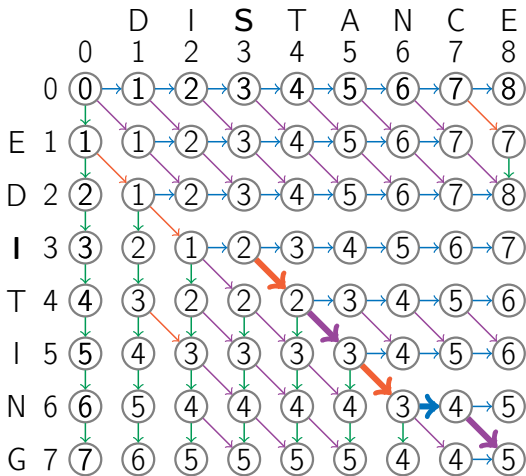 D I S T A N C E
0 1 2 3 4 5 6 7 8
0 0 1 2 3 4 5 6 7 8
E 1 1 1 2 3 4 5 6 7 7
D 2 2 1 2 3 4 5 6 7 8
I 3 3 2 1 2 3 4 5 6 7
T 4 4 3 2 2 2 3 4 5 6
I 5 5 4 3 3 3 3 4 5 6
N 6 6 5 4 4 4 4 3 4 5
G 7 7 6 5 5 5 5 4 4 5